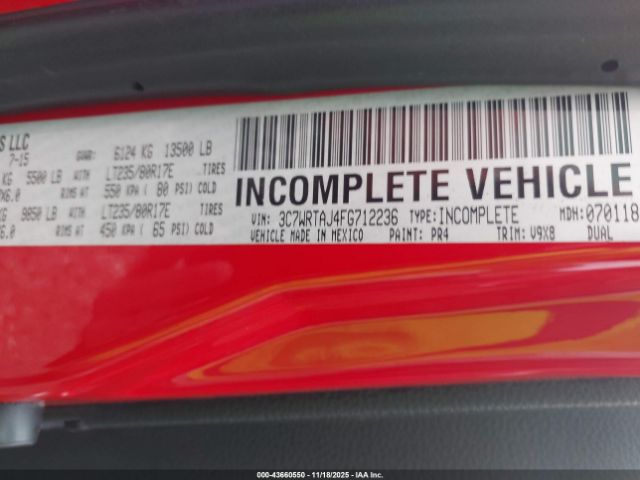 S LLC
7-15 GVWR: 6124 KG 13500 LB
KG 5500 LB WITH LT235/80R17E TIRES
X6.0 RIMS AT 550 KPA ( 80 PSI) COLD
KG 9850 LB WITH LT235/80R17E TIRES
6.0 RIMS AT 450 KPA ( 65 PSI) COLD
INCOMPLETE VEHICLE
VIN: 3C7WRTAJ4FG712236 TYPE: INCOMPLETE MDH: 070118
VEHICLE MADE IN MEXICO PAINT: PR4 TRIM: V9X8 DUAL
000-43660550 - 11/18/2025 - IAA Inc.